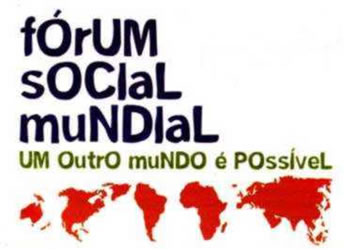 fÓrUM
sOCIaL
muNDIaL
UM OutrO muNDO é POssíveL